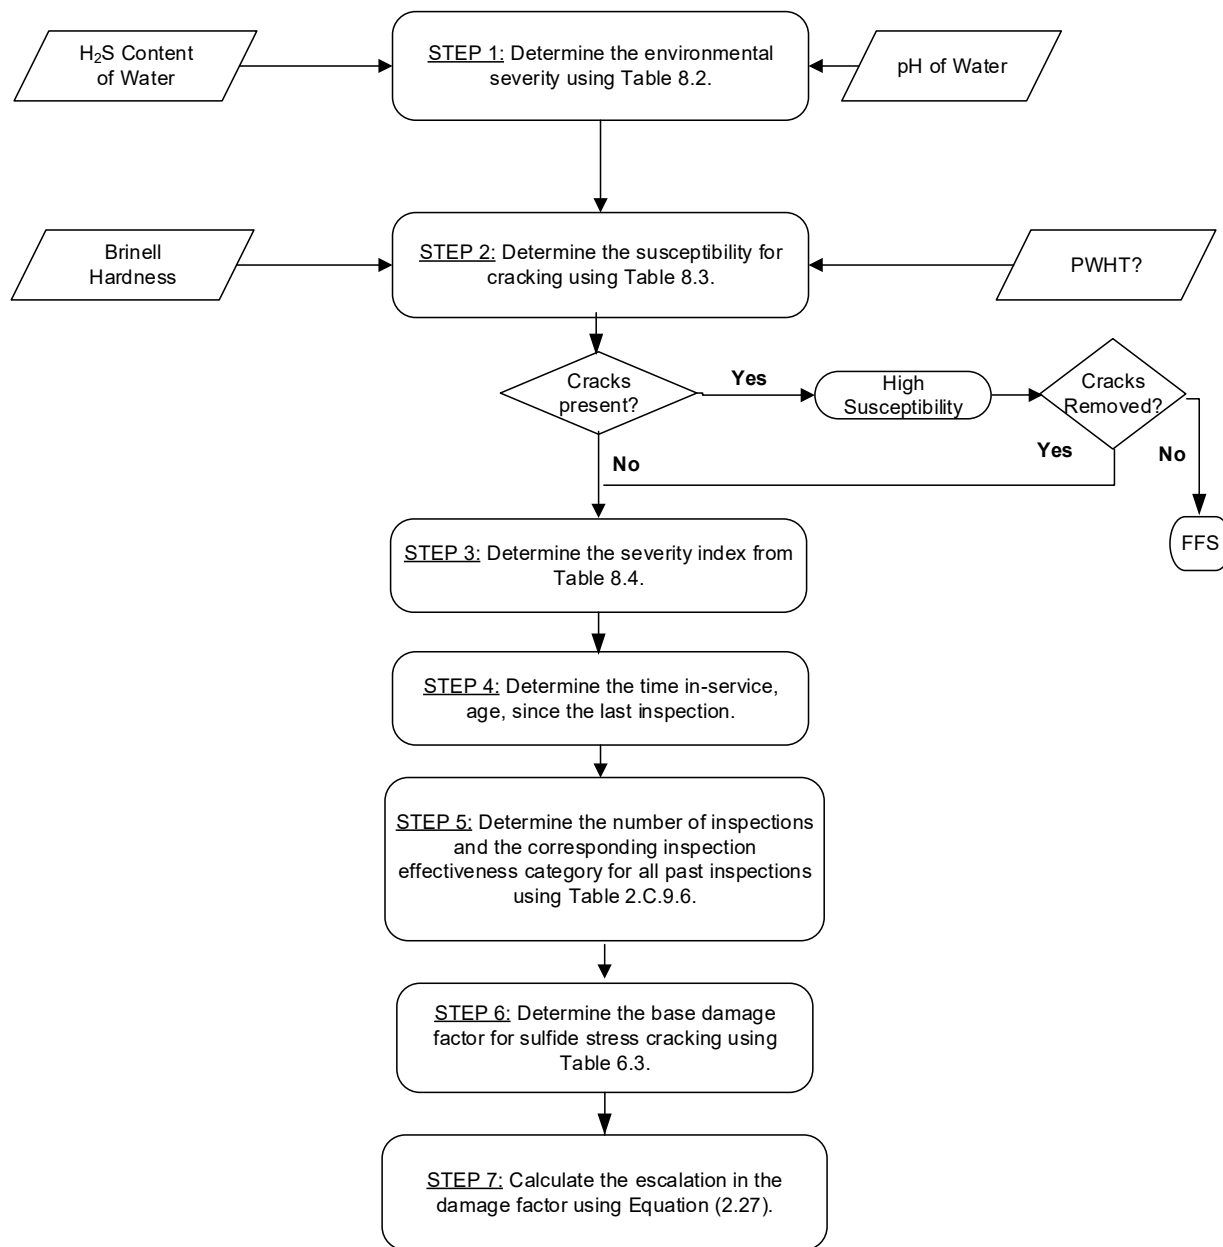 H₂S Content
of Water
STEP 1: Determine the environmental
severity using Table 8.2.
pH of Water
Brinell
Hardness
STEP 2: Determine the susceptibility for
cracking using Table 8.3.
PWHT?
Cracks
present?
Yes
High
Susceptibility
Cracks
Removed?
No
Yes
No
FFS
STEP 3: Determine the severity index from
Table 8.4.
STEP 4: Determine the time in-service,
age, since the last inspection.
STEP 5: Determine the number of inspections
and the corresponding inspection
effectiveness category for all past inspections
using Table 2.C.9.6.
STEP 6: Determine the base damage
factor for sulfide stress cracking using
Table 6.3.
STEP 7: Calculate the escalation in the
damage factor using Equation (2.27).